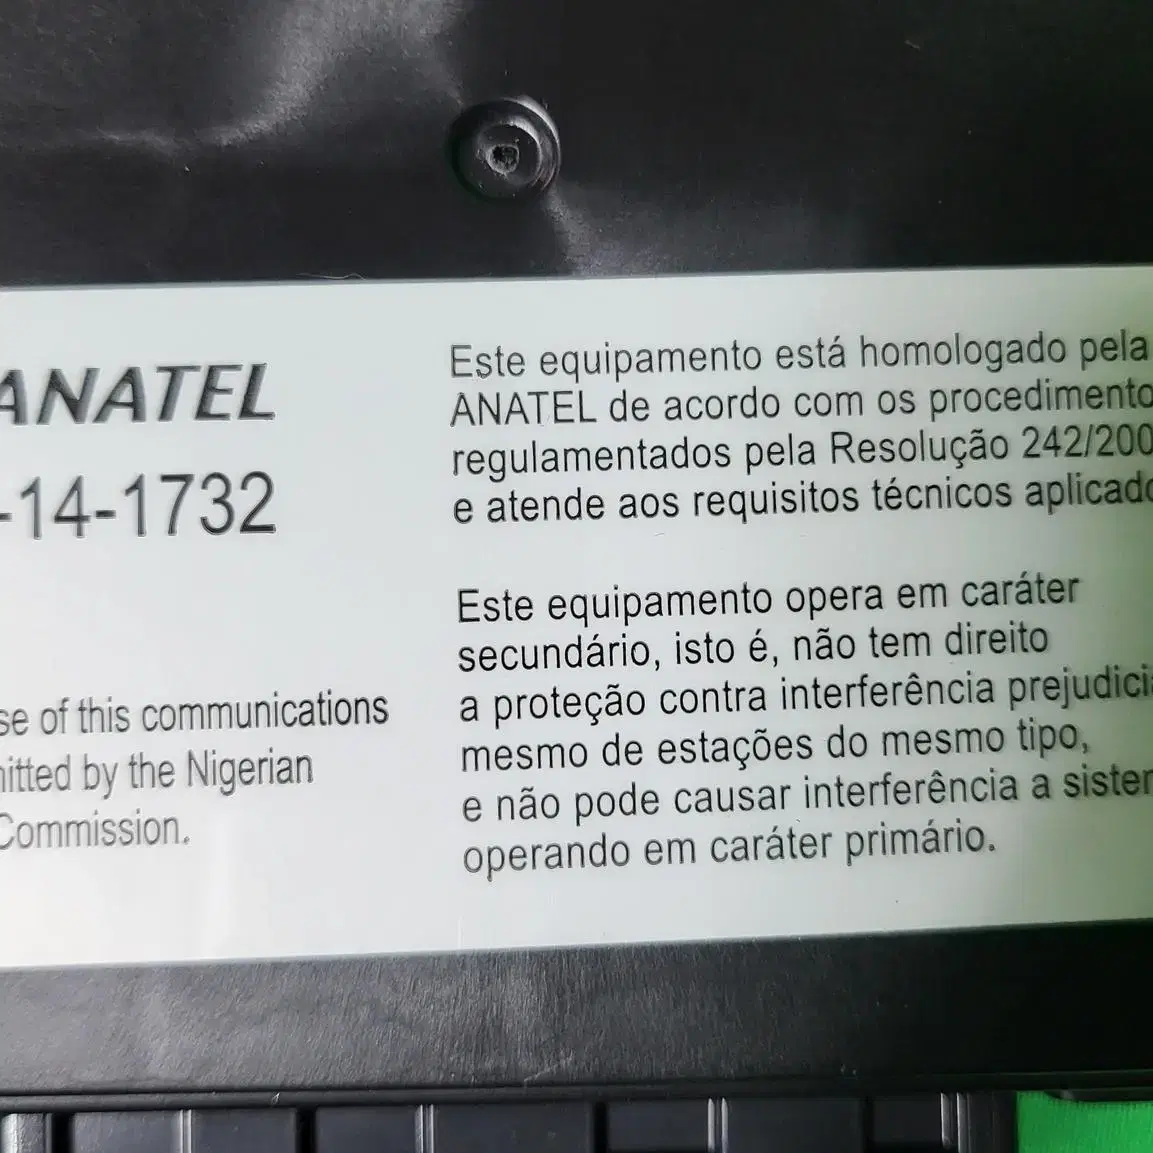 ANATEL
-14-1732
se of this communications
itted by the Nigerian
Commission.
Este equipamento está homologado pela
ANATEL de acordo com os procedimento
regulamentados pela Resolução 242/200
e atende aos requisitos técnicos aplicado
Este equipamento opera em caráter
secundário, isto é, não tem direito
a proteção contra interferência prejudici
mesmo de estações do mesmo tipo,
e não pode causar interferência a sistem
operando em caráter primário.